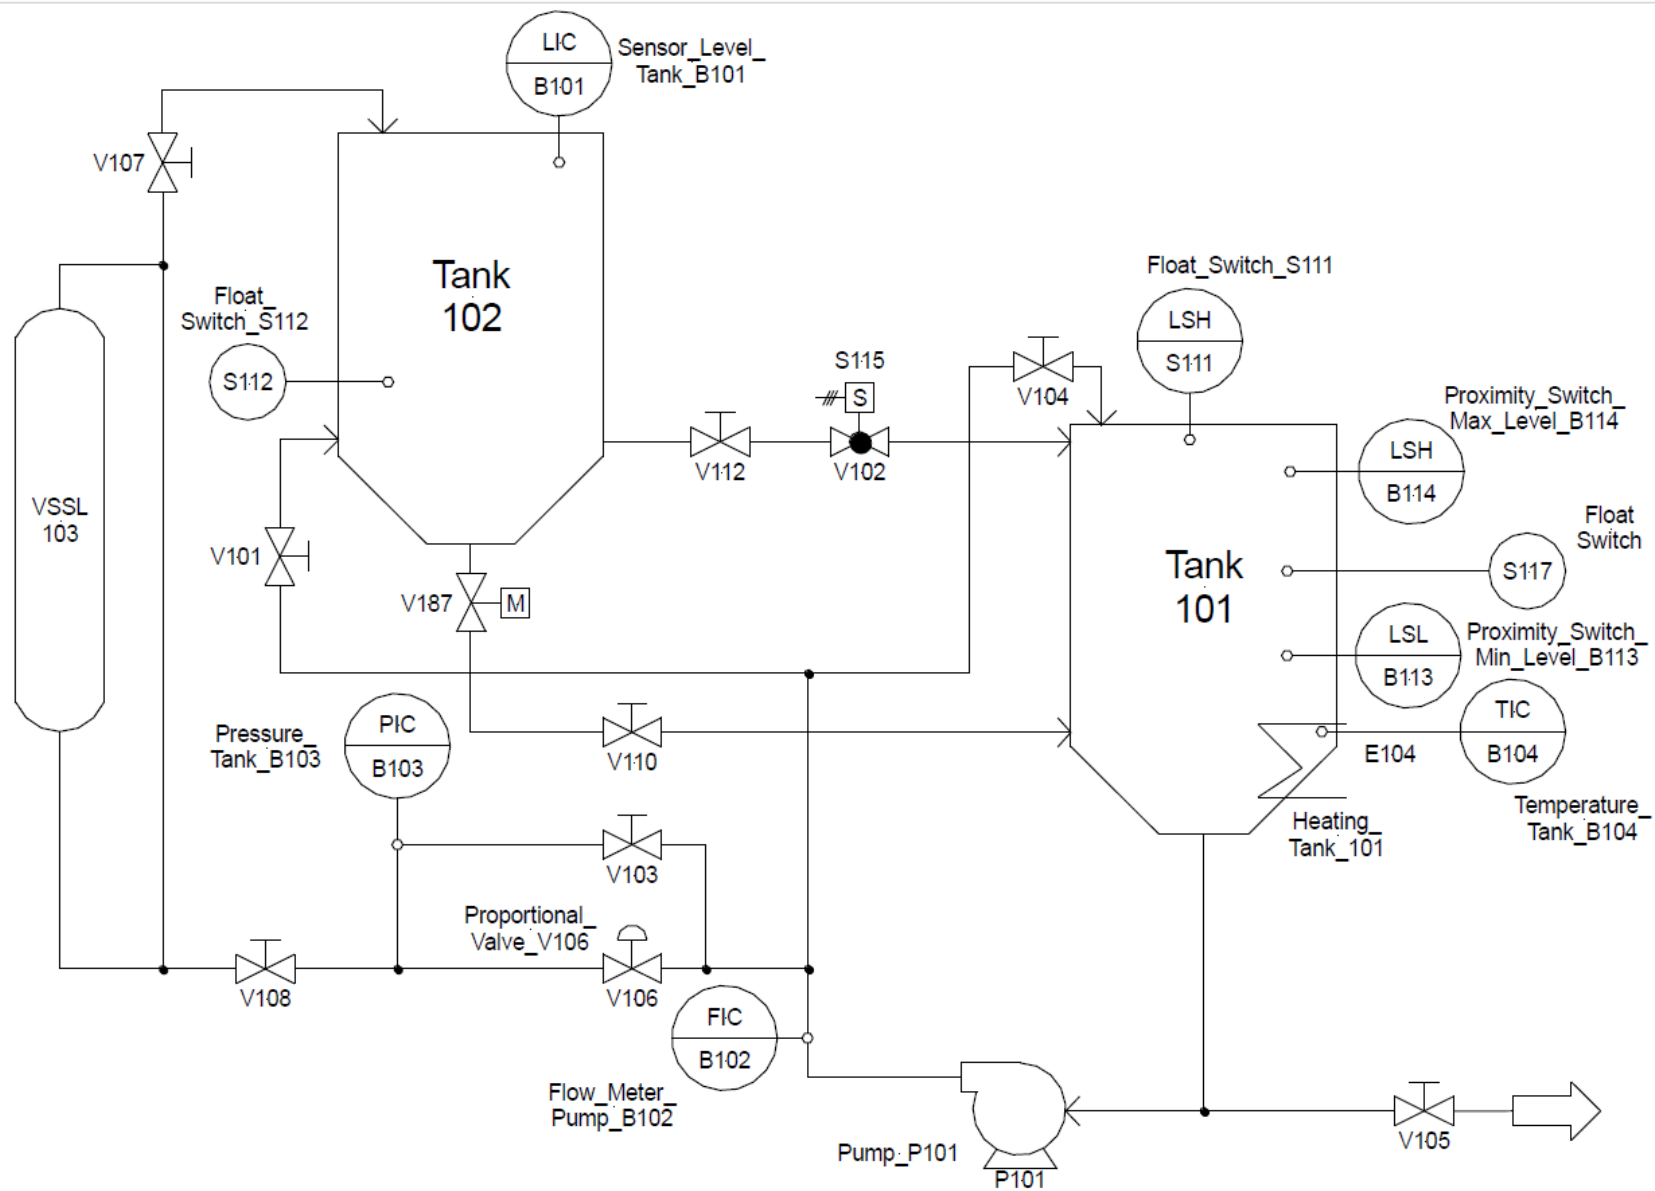 LIC
B101
Sensor_Level_
Tank_B101
V107
Tank
102
Float_
Switch_S112
S112
Float_Switch_S111
LSH
S111
S115
S
V104
Proximity_Switch_
Max_Level_B114
LSH
B114
V112
V102
VSSL
103
Float
Switch
S117
V101
Tank
101
V187
M
LSL
B113
Proximity_Switch_
Min_Level_B113
TIC
B104
E104
Pressure_
Tank_B103
PIC
B103
V110
Temperature_
Tank_B104
Heating_
Tank_101
V103
Proportional_
Valve_V106
V108
V106
FIC
B102
Flow_Meter_
Pump_B102
V105
Pump_P101
P101